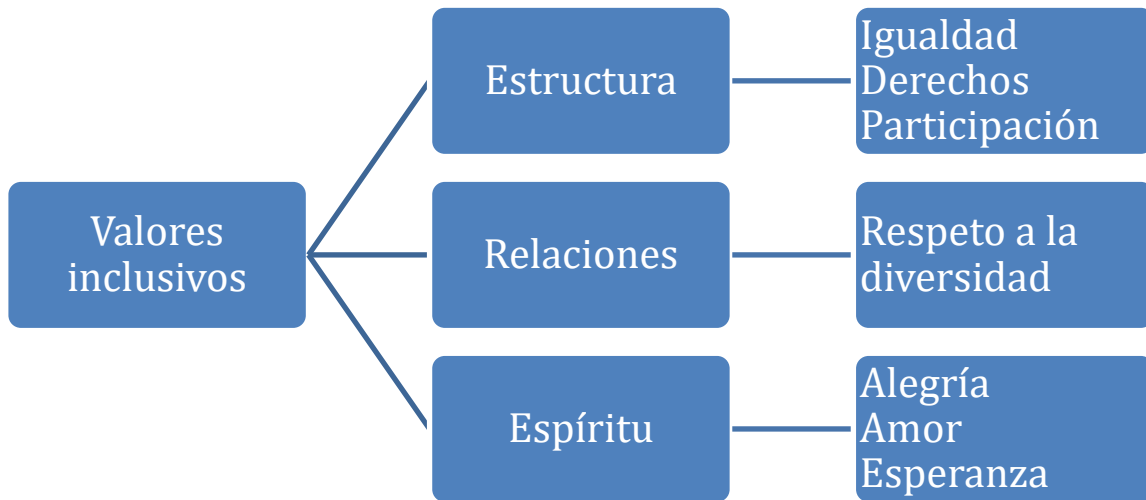 Valores
inclusivos
Estructura
Igualdad
Derechos
Participación
Relaciones
Respeto a la
diversidad
Espíritu
Alegría
Amor
Esperanza